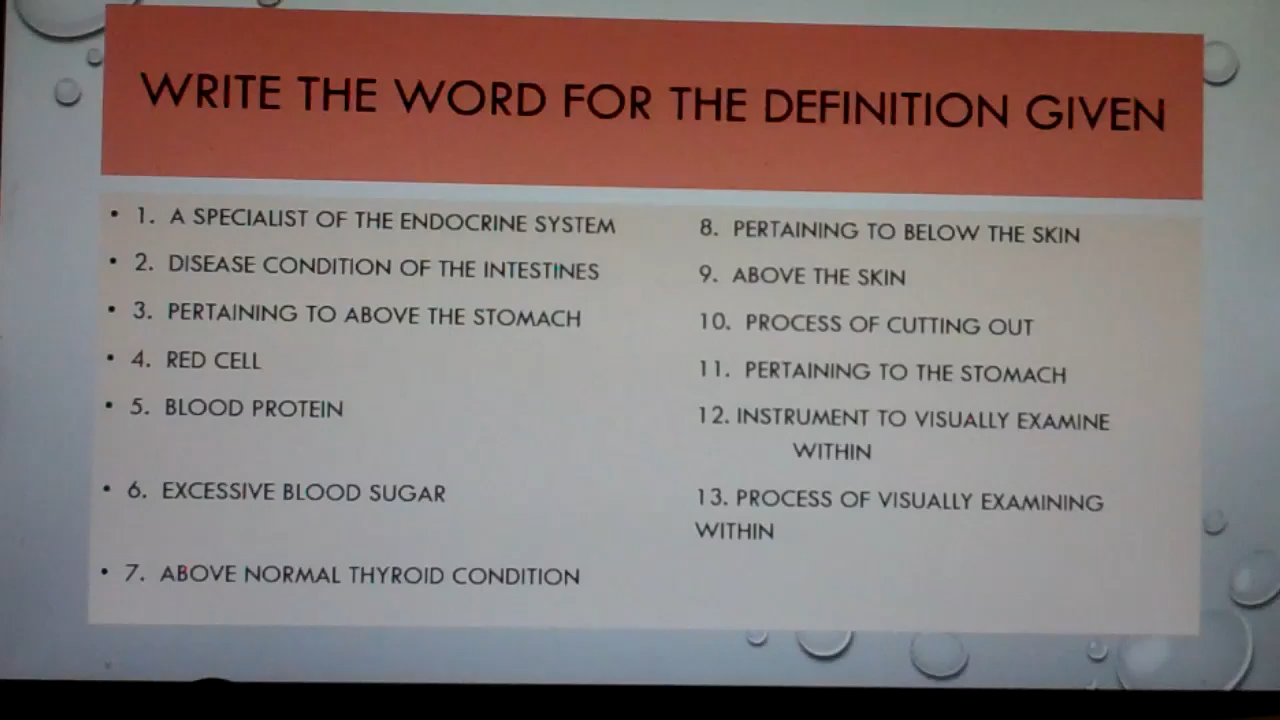 WRITE THE WORD FOR THE DEFINITION GIVEN
• 1. A SPECIALIST OF THE ENDOCRINE SYSTEM
• 2. DISEASE CONDITION OF THE INTESTINES
• 3. PERTAINING TO ABOVE THE STOMACH
• 4. RED CELL
• 5. BLOOD PROTEIN
• 6. EXCESSIVE BLOOD SUGAR
• 7. ABOVE NORMAL THYROID CONDITION
8. PERTAINING TO BELOW THE SKIN
9. ABOVE THE SKIN
10. PROCESS OF CUTTING OUT
11. PERTAINING TO THE STOMACH
12. INSTRUMENT TO VISUALLY EXAMINE
WITHIN
13. PROCESS OF VISUALLY EXAMINING
WITHIN